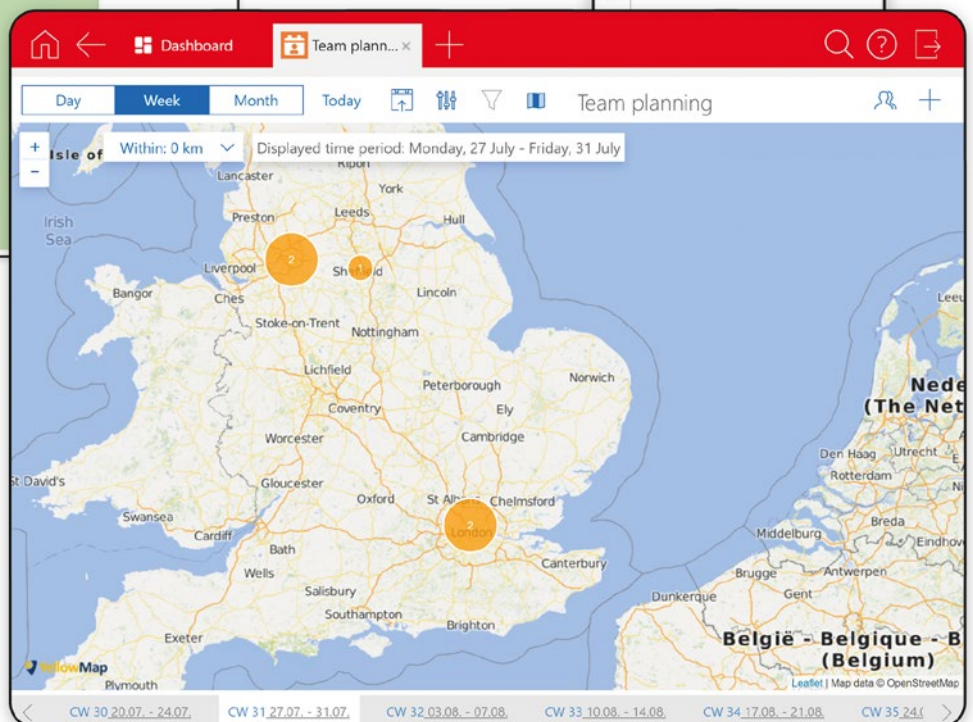 Dashboard
Team plann... ×
Day
Week
Month
Today
Team planning
+
−
Isle of
Within: 0 km
Displayed time period: Monday, 27 July - Friday, 31 July
Ripon
Lancaster
York
Irish
Sea
Preston
Leeds
Hull
2
Liverpool
Bangor
Ches
Lincoln
Leeu
Stoke-on-Trent
Nottingham
Lichfield
Peterborough
Norwich
Nede
(The Net
Coventry
Ely
Worcester
Cambridge
Den Haag
Utrecht
St David's
Gloucester
Rotterdam
Oxford
Chelmsford
Ni
Swansea
2
London
Cardiff
Middelburg
Breda
Bath
Eindhov
Canterbury
Wells
Brugge
Antwerpen
Salisbury
Dunkerque
Gent
Southampton
Brighton
Exeter
België - Belgique - B
(Belgium)
YellowMap
Plymouth
Leaflet | Map data © OpenStreetMap
CW 30 20.07. - 24.07.
CW 31 27.07. - 31.07.
CW 32 03.08. - 07.08.
CW 33 10.08. - 14.08.
CW 34 17.08. - 21.08.
CW 35 24.(